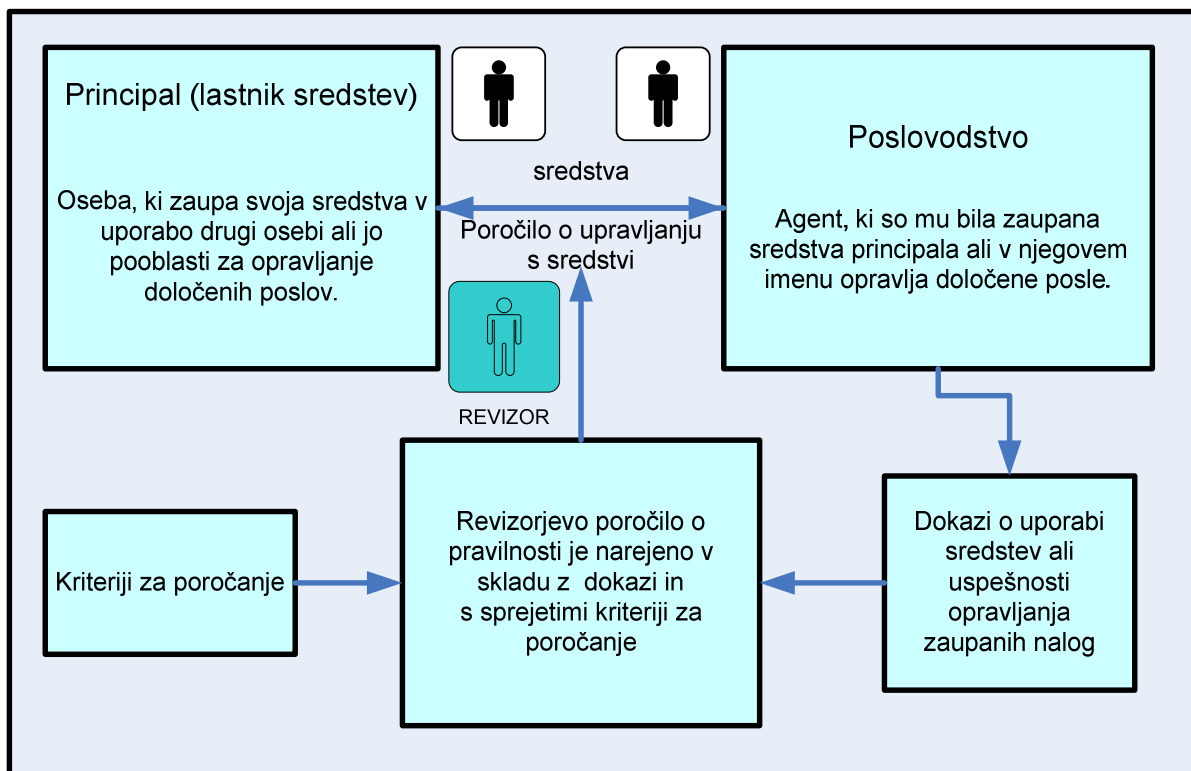 Principal (lastnik sredstev)
Oseba, ki zaupa svoja sredstva v
uporabo drugi osebi ali jo
pooblasti za opravljanje
določenih poslov.
sredstva
Poročilo o upravljanju
s sredstvi
Poslovodstvo
Agent, ki so mu bila zaupana
sredstva principala ali v njegovem
imenu opravlja določene posle.
REVIZOR
Kriteriji za poročanje
Revizorjevo poročilo o
pravilnosti je narejeno v
skladu z dokazi in
s sprejetimi kriteriji za
poročanje
Dokazi o uporabi
sredstev ali
uspešnosti
opravljanja
zaupanih nalog